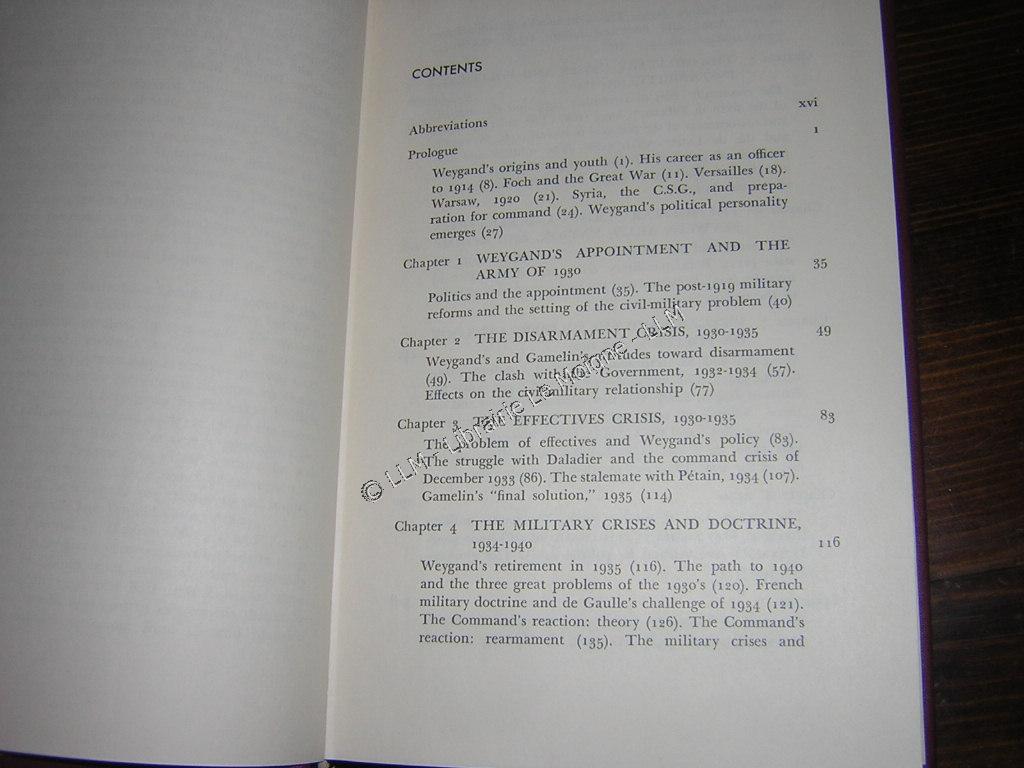 CONTENTS
Abbreviations xvi
Prologue 1
Weygand's origins and youth (1). His career as an officer
to 1914 (8). Foch and the Great War (11). Versailles (18).
Warsaw, 1920 (21). Syria, the C.S.G., and prepa-
ration for command (24). Weygand's political personality
emerges (27)
Chapter 1 WEYGAND'S APPOINTMENT AND THE
ARMY OF 1930 35
Politics and the appointment (35). The post-1919 military
reforms and the setting of the civil-military problem (40)
Chapter 2 THE DISARMAMENT CRISIS, 1930-1935 49
Weygand's and Gamelin's attitudes toward disarmament
(49). The clash with the Government, 1932-1934 (57).
Effects on the civil-military relationship (77)
Chapter 3 THE EFFECTIVES CRISIS, 1930-1935 83
The problem of effectives and Weygand's policy (83).
The struggle with Daladier and the command crisis of
December 1933 (86). The stalemate with Pétain, 1934 (107).
Gamelin's "final solution," 1935 (114)
Chapter 4 THE MILITARY CRISES AND DOCTRINE,
1934-1940 116
Weygand's retirement in 1935 (116). The path to 1940
and the three great problems of the 1930's (120). French
military doctrine and de Gaulle's challenge of 1934 (121).
The Command's reaction: theory (126). The Command's
reaction: rearmament (135). The military crises and
© LLM - Librairie La Moline - LLM